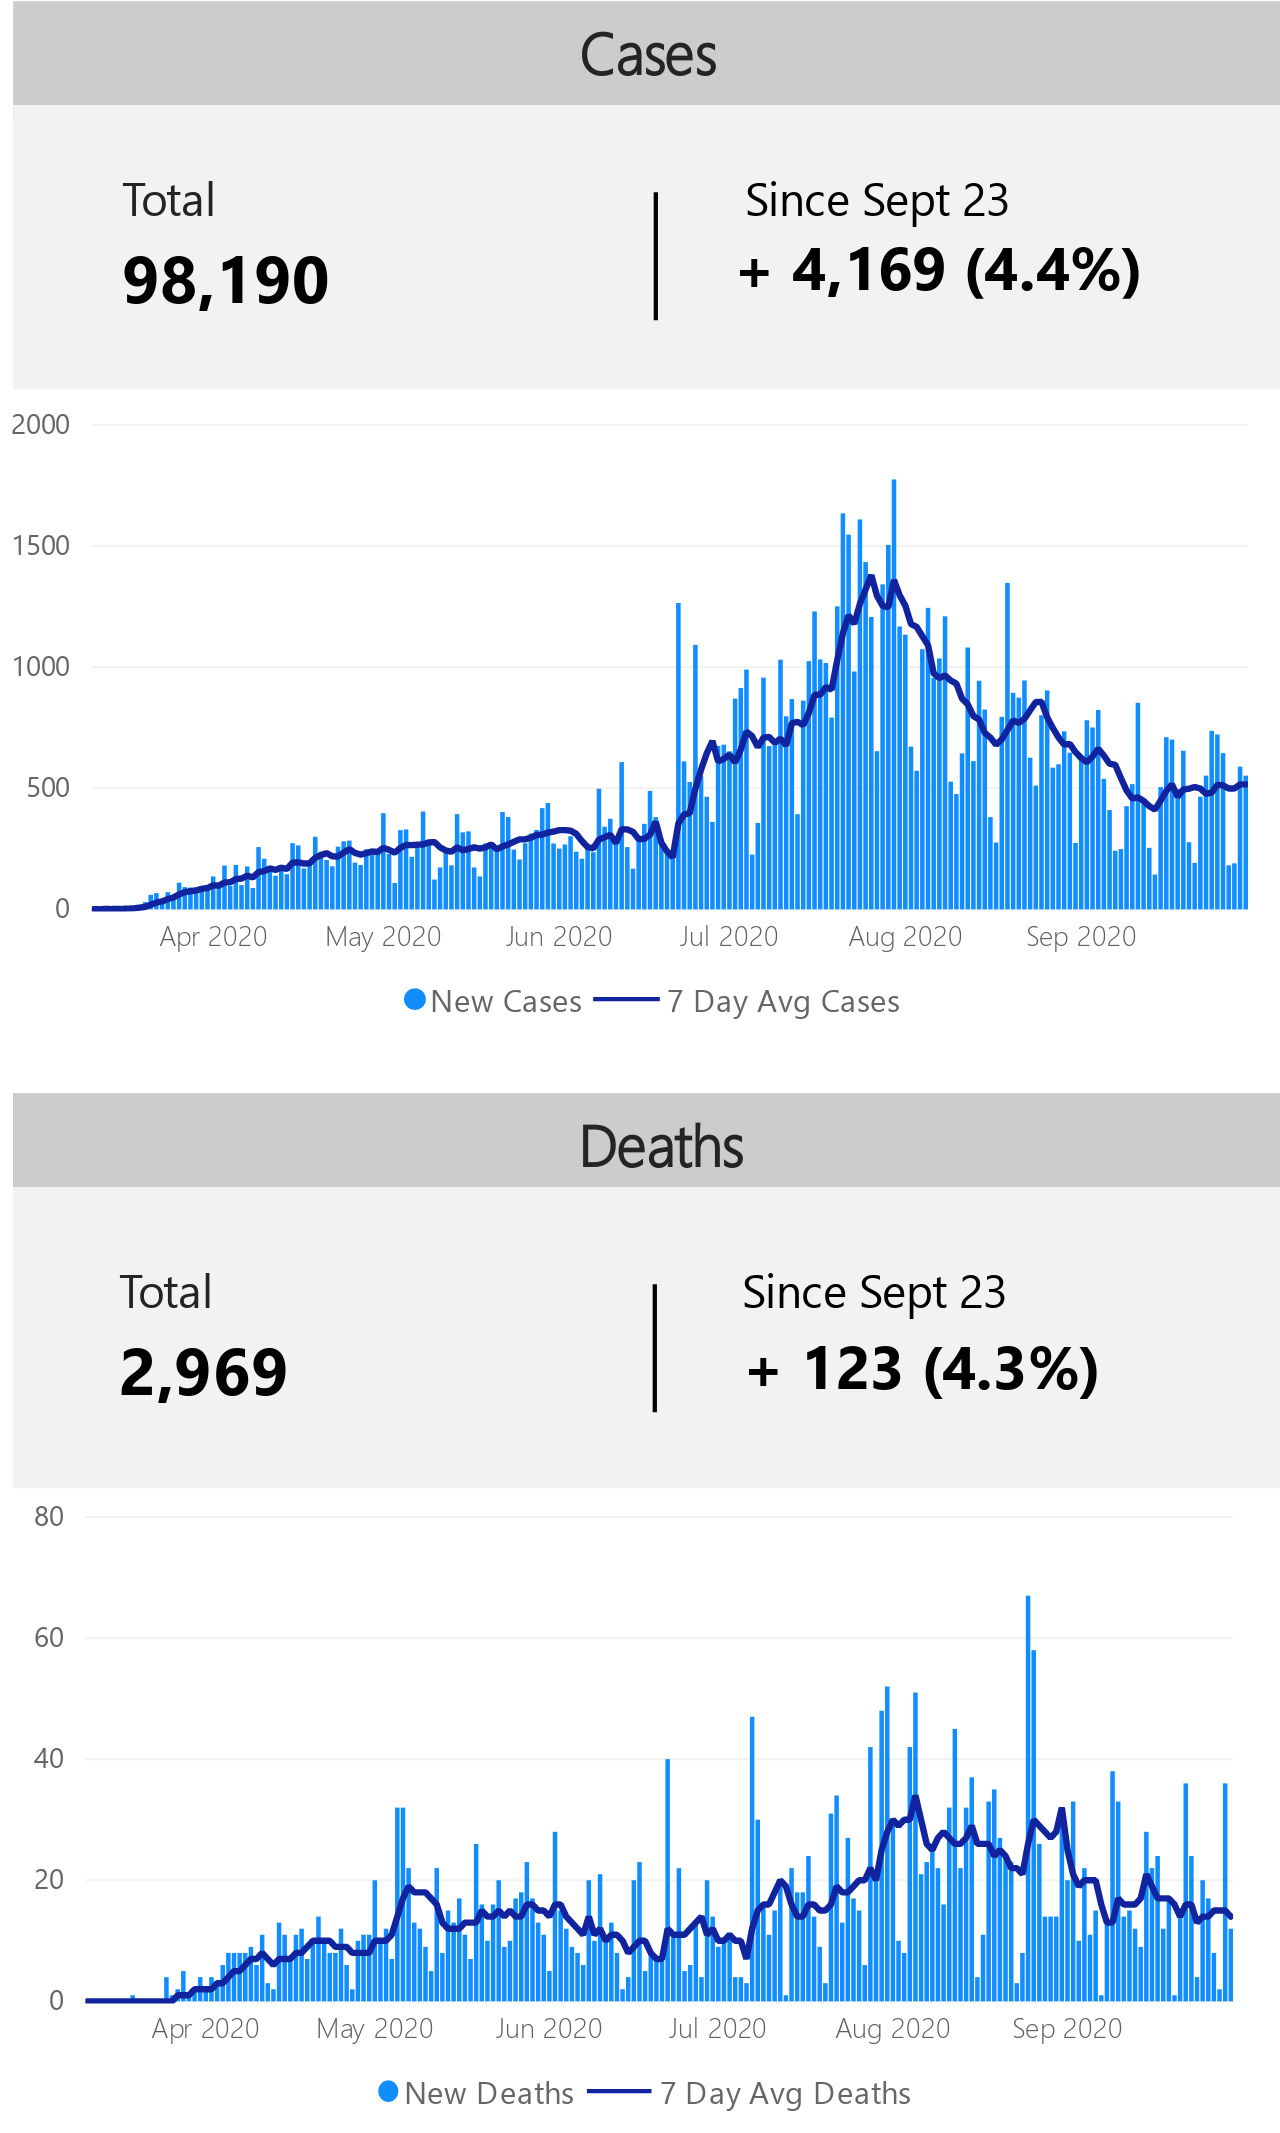 Cases
Total
Since Sept 23
98,190
+ 4,169 (4.4%)
2000
1500
1000
500
0
Apr 2020 May 2020 Jun 2020 Jul 2020 Aug 2020 Sep 2020
New Cases 7 Day Avg Cases
Deaths
Total
Since Sept 23
2,969
+ 123 (4.3%)
80
60
40
20
0
Apr 2020 May 2020 Jun 2020 Jul 2020 Aug 2020 Sep 2020
New Deaths 7 Day Avg Deaths